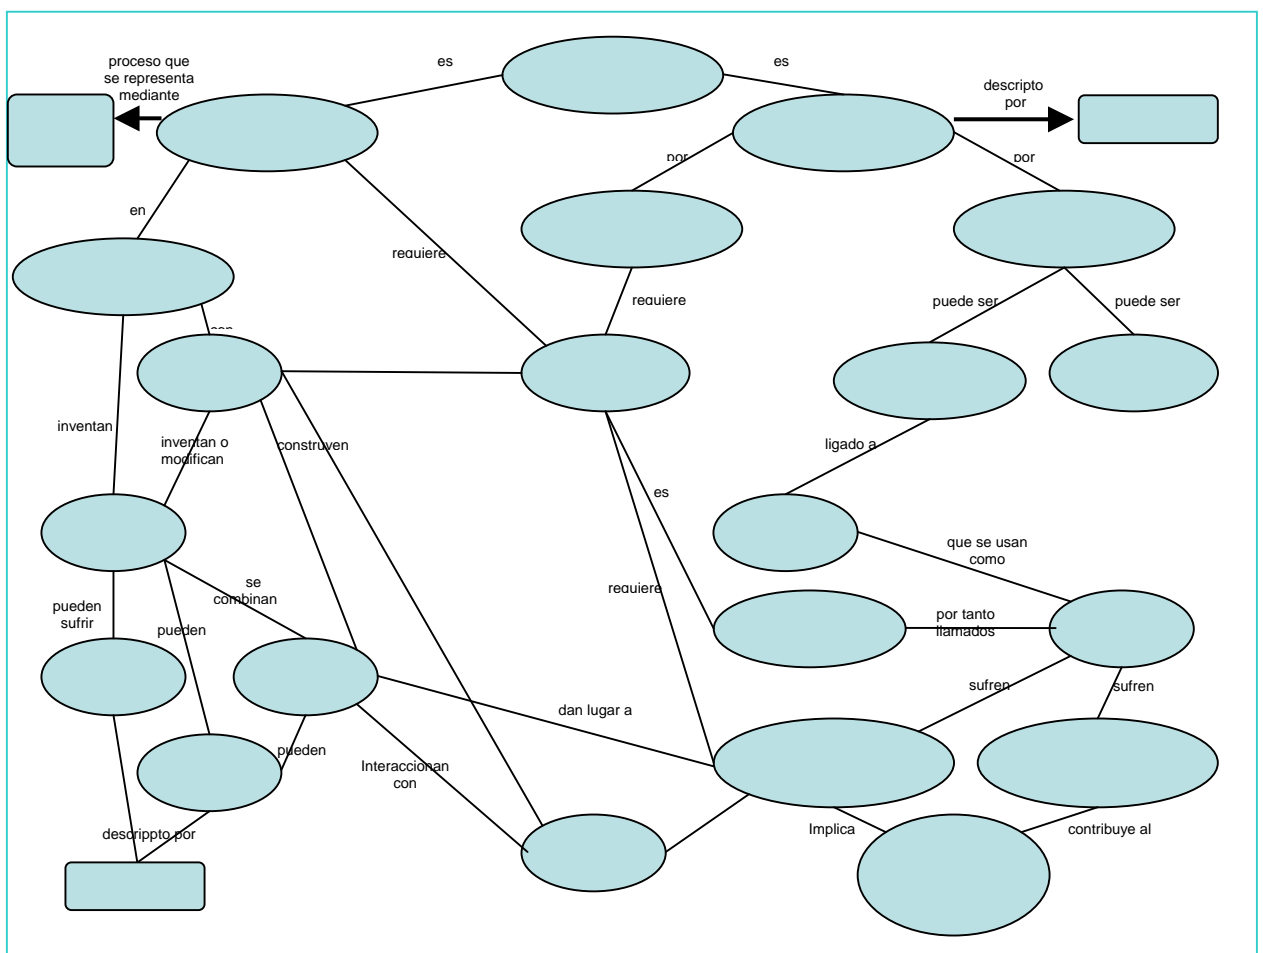 proceso que
se representa
mediante
es
es
descripto
por
por
por
en
requiere
requiere
puede ser
puede ser
con
inventan
inventan o
modifican
construyen
ligado a
es
que se usan
como
requiere
se
combinan
pueden
sufrir
pueden
por tanto
llamados
sufren
sufren
dan lugar a
pueden
Interaccionan
con
descrippto por
Implica
contribuye al